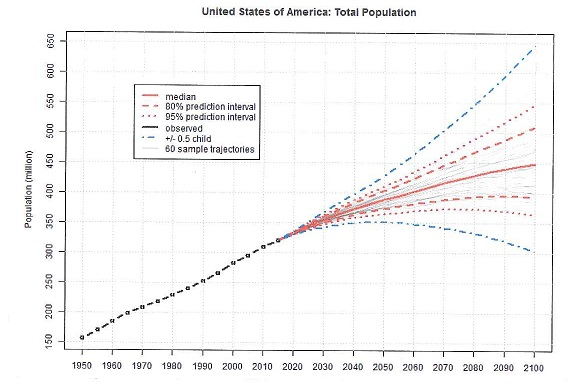 United States of America: Total Population
Population (million)
650
600
550
500
450
400
350
300
250
200
150
median
80% prediction interval
95% prediction interval
observed
+/- 0.5 child
60 sample trajectories
1950 1960 1970 1980 1990 2000 2010 2020 2030 2040 2050 2060 2070 2080 2090 2100